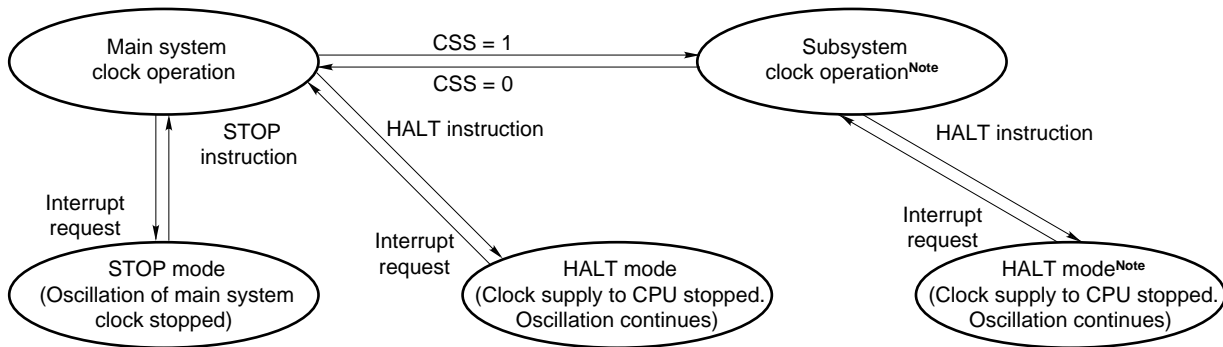 Main system
clock operation
CSS = 1
CSS = 0
Subsystem
clock operationNote
STOP
instruction
HALT instruction
HALT instruction
Interrupt
request
Interrupt
request
Interrupt
request
STOP mode
(Oscillation of main system
clock stopped)
HALT mode
(Clock supply to CPU stopped.
Oscillation continues)
HALT modeNote
(Clock supply to CPU stopped.
Oscillation continues)